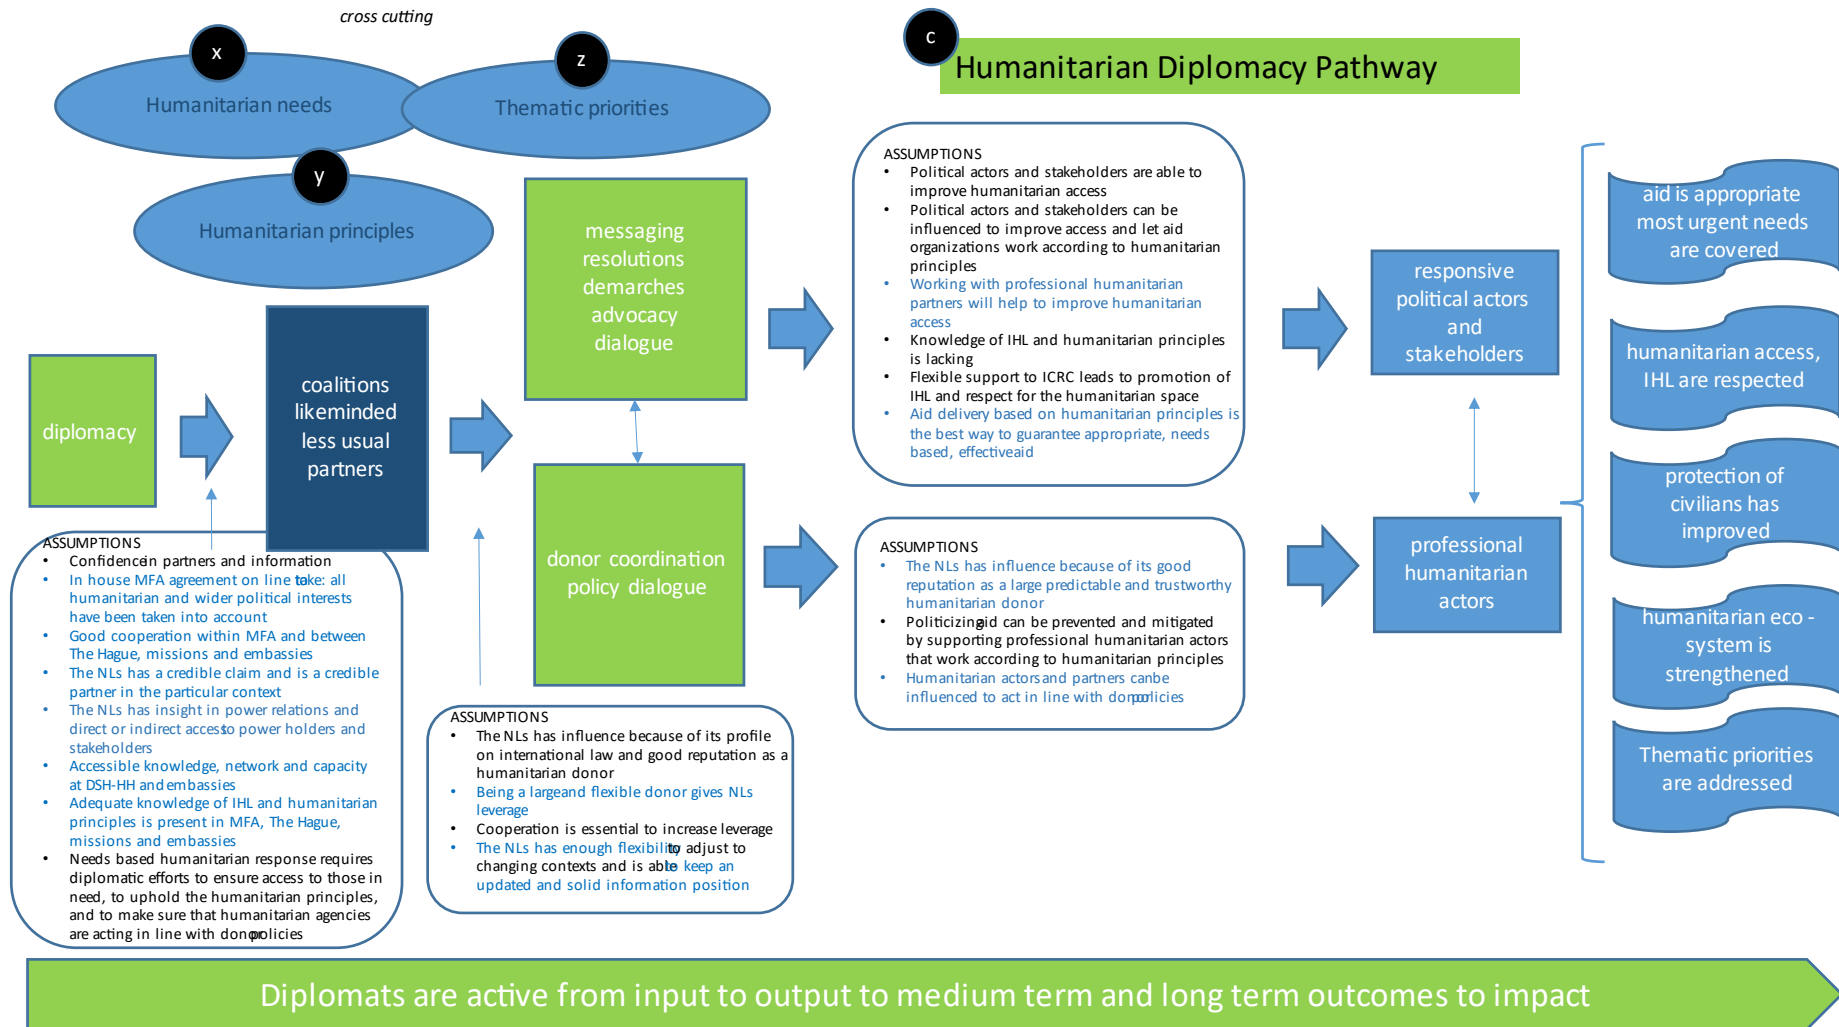 cross cutting
x
Humanitarian needs
z
Thematic priorities
y
Humanitarian principles
c
Humanitarian Diplomacy Pathway
diplomacy
coalitions
likeminded
less usual
partners
messaging
resolutions
demarches
advocacy
dialogue
donor coordination
policy dialogue
ASSUMPTIONS
• Confidence in partners and information
• In house MFA agreement on line to take: all
humanitarian and wider political interests
have been taken into account
• Good cooperation within MFA and between
The Hague, missions and embassies
• The NLs has a credible claim and is a credible
partner in the particular context
• The NLs has insight in power relations and
direct or indirect access to power holders and
stakeholders
• Accessible knowledge, network and capacity
at DSH-HH and embassies
• Adequate knowledge of IHL and humanitarian
principles is present in MFA, The Hague,
missions and embassies
• Needs based humanitarian response requires
diplomatic efforts to ensure access to those in
need, to uphold the humanitarian principles,
and to make sure that humanitarian agencies
are acting in line with donor policies
ASSUMPTIONS
• The NLs has influence because of its profile
on international law and good reputation as a
humanitarian donor
• Being a large and flexible donor gives NLs
leverage
• Cooperation is essential to increase leverage
• The NLs has enough flexibility to adjust to
changing contexts and is able to keep an
updated and solid information position
ASSUMPTIONS
• Political actors and stakeholders are able to
improve humanitarian access
• Political actors and stakeholders can be
influenced to improve access and let aid
organizations work according to humanitarian
principles
• Working with professional humanitarian
partners will help to improve humanitarian
access
• Knowledge of IHL and humanitarian principles
is lacking
• Flexible support to ICRC leads to promotion of
IHL and respect for the humanitarian space
• Aid delivery based on humanitarian principles is
the best way to guarantee appropriate, needs
based, effective aid
ASSUMPTIONS
• The NLs has influence because of its good
reputation as a large predictable and trustworthy
humanitarian donor
• Politicizing aid can be prevented and mitigated
by supporting professional humanitarian actors
that work according to humanitarian principles
• Humanitarian actors and partners can be
influenced to act in line with donor policies
responsive
political actors
and
stakeholders
professional
humanitarian
actors
aid is appropriate
most urgent needs
are covered
humanitarian access,
IHL are respected
protection of
civilians has
improved
humanitarian eco -
system is
strengthened
Thematic priorities
are addressed
Diplomats are active from input to output to medium term and long term outcomes to impact